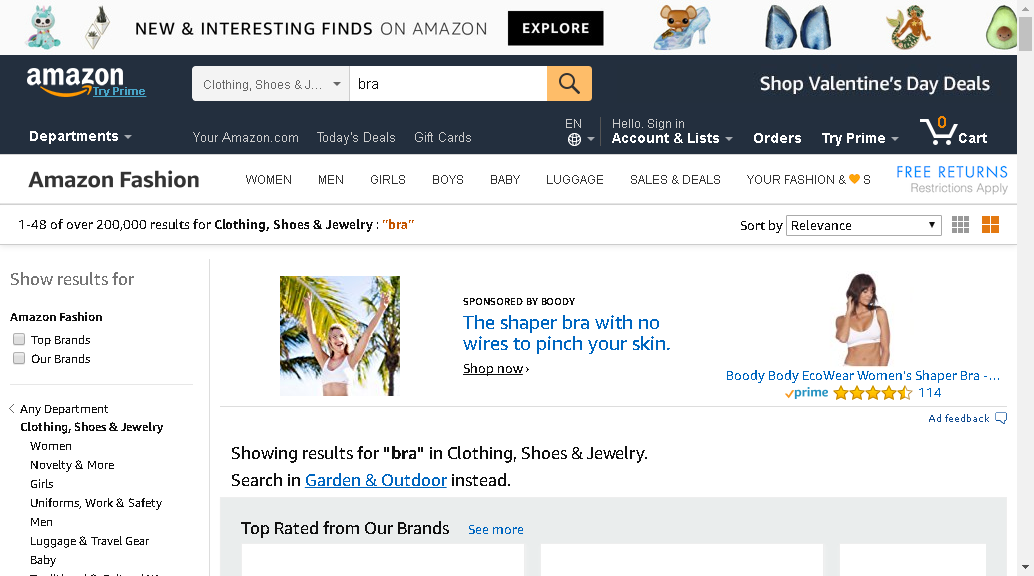 NEW & INTERESTING FINDS ON AMAZON EXPLORE
amazon
Try Prime
Clothing, Shoes & J... bra
Shop Valentine's Day Deals
Departments
Your Amazon.com Today's Deals Gift Cards
EN
Hello. Sign in
Account & Lists
Orders
Try Prime
0
Cart
Amazon Fashion
WOMEN MEN GIRLS BOYS BABY LUGGAGE SALES & DEALS YOUR FASHION & S
FREE RETURNS
Restrictions Apply
1-48 of over 200,000 results for Clothing, Shoes & Jewelry : "bra"
Sort by Relevance
Show results for
Amazon Fashion
Top Brands
Our Brands
Any Department
Clothing, Shoes & Jewelry
Women
Novelty & More
Girls
Uniforms, Work & Safety
Men
Luggage & Travel Gear
Baby
SPONSORED BY BOODY
The shaper bra with no
wires to pinch your skin.
Shop now ›
Boody Body EcoWear Women's Shaper Bra -...
prime 114
Ad feedback
Showing results for "bra" in Clothing, Shoes & Jewelry.
Search in Garden & Outdoor instead.
Top Rated from Our Brands See more